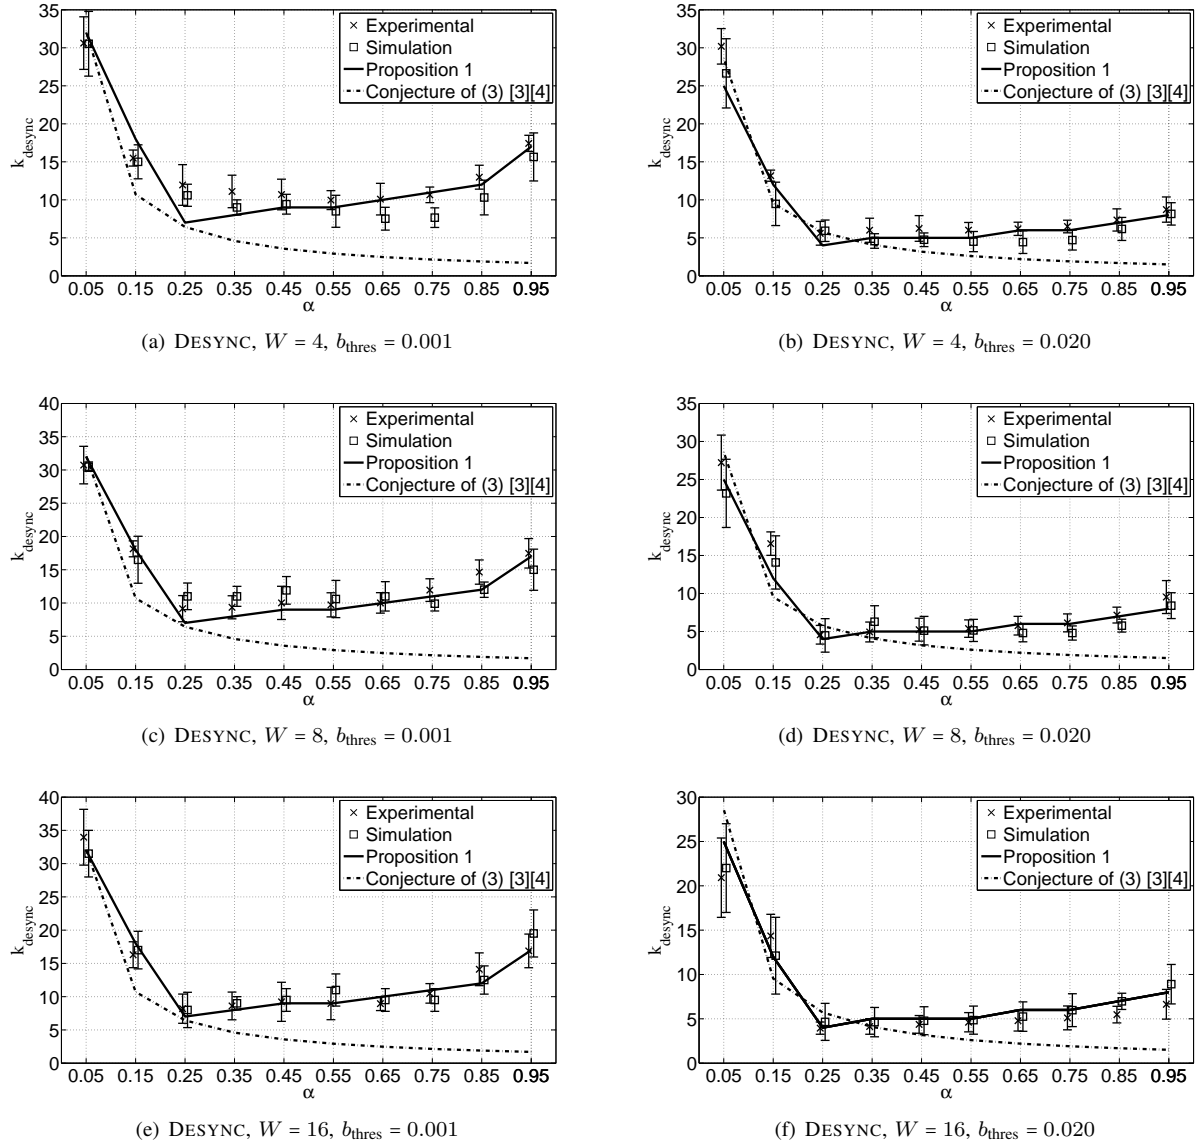 35
30
25
20
15
10
5
0
k_desync
0.05 0.15 0.25 0.35 0.45 0.55 0.65 0.75 0.85 0.95
α
Experimental
Simulation
Proposition 1
Conjecture of (3) [3][4]
(a) DESYNC, W = 4, b_thres = 0.001
35
30
25
20
15
10
5
0
k_desync
0.05 0.15 0.25 0.35 0.45 0.55 0.65 0.75 0.85 0.95
α
Experimental
Simulation
Proposition 1
Conjecture of (3) [3][4]
(b) DESYNC, W = 4, b_thres = 0.020
40
35
30
25
20
15
10
5
0
k_desync
0.05 0.15 0.25 0.35 0.45 0.55 0.65 0.75 0.85 0.95
α
Experimental
Simulation
Proposition 1
Conjecture of (3) [3][4]
(c) DESYNC, W = 8, b_thres = 0.001
35
30
25
20
15
10
5
0
k_desync
0.05 0.15 0.25 0.35 0.45 0.55 0.65 0.75 0.85 0.95
α
Experimental
Simulation
Proposition 1
Conjecture of (3) [3][4]
(d) DESYNC, W = 8, b_thres = 0.020
40
35
30
25
20
15
10
5
0
k_desync
0.05 0.15 0.25 0.35 0.45 0.55 0.65 0.75 0.85 0.95
α
Experimental
Simulation
Proposition 1
Conjecture of (3) [3][4]
(e) DESYNC, W = 16, b_thres = 0.001
30
25
20
15
10
5
0
k_desync
0.05 0.15 0.25 0.35 0.45 0.55 0.65 0.75 0.85 0.95
α
Experimental
Simulation
Proposition 1
Conjecture of (3) [3][4]
(f) DESYNC, W = 16, b_thres = 0.020